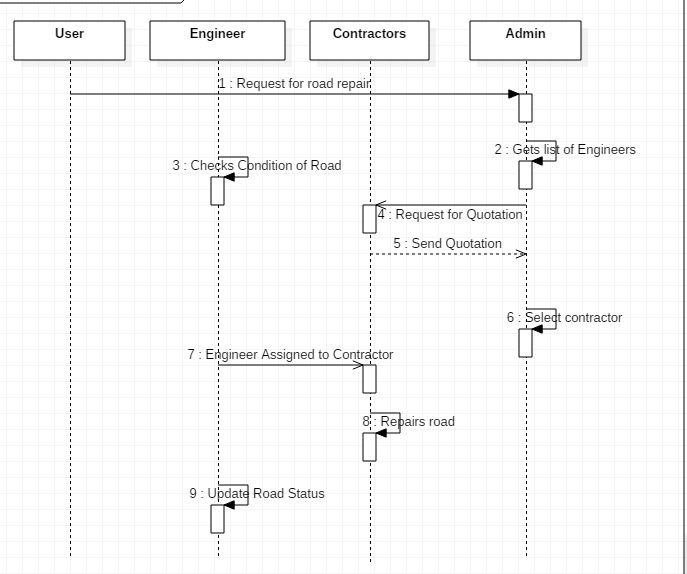 User
Engineer
Contractors
Admin
1 : Request for road repair
2 : Gets list of Engineers
3 : Checks Condition of Road
4 : Request for Quotation
5 : Send Quotation
6 : Select contractor
7 : Engineer Assigned to Contractor
8 : Repairs road
9 : Update Road Status